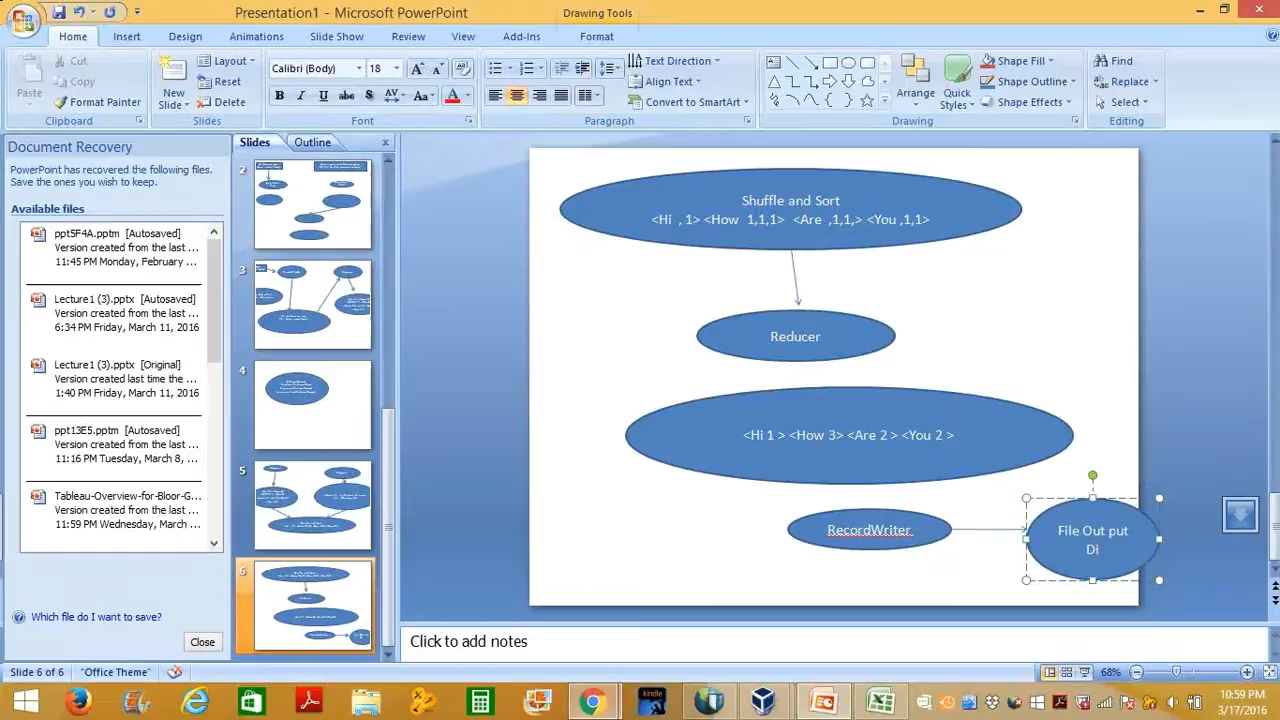 Presentation1 - Microsoft PowerPoint
Drawing Tools
Home
Insert
Design
Animations
Slide Show
Review
View
Add-Ins
Format
Paste
Cut
Copy
Format Painter
Clipboard
New
Slide
Layout
Reset
Delete
Slides
Calibri (Body)
18
B I U abc S AV Aa A
Font
Text Direction
Align Text
Convert to SmartArt
Paragraph
Arrange
Quick
Styles
Shape Fill
Shape Outline
Shape Effects
Drawing
Find
Replace
Select
Editing
Document Recovery
PowerPoint has recovered the following files.
Save the ones you wish to keep.
Available files
ppt5F4A.pptm [Autosaved]
Version created from the last ...
11:45 PM Monday, February ...
Lecture1 (3).pptx [Autosaved]
Version created from the last ...
6:34 PM Friday, March 11, 2016
Lecture1 (3).pptx [Original]
Version created last time the ...
1:40 PM Friday, March 11, 2016
ppt13E5.pptm [Autosaved]
Version created from the last ...
11:16 PM Tuesday, March 8, ...
Tableau-Overview-for-Bloor-G...
Version created from the last ...
11:59 PM Wednesday, March ...
Which file do I want to save?
Close
Slides
Outline
2
3
4
5
6
Shuffle and Sort
<Hi , 1> <How 1,1,1> <Are ,1,1,> <You ,1,1>
Reducer
<Hi 1 > <How 3> <Are 2 > <You 2 >
RecordWriter
File Out put
Di
Click to add notes
Slide 6 of 6
"Office Theme"
68%
kindle
10:59 PM
3/17/2016